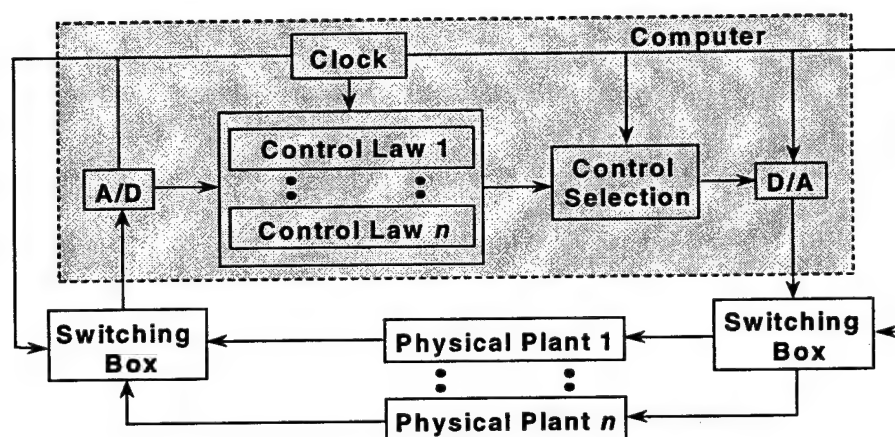 Computer
Clock
Control Law 1
Control Law n
A/D
Control
Selection
D/A
Switching
Box
Physical Plant 1
Physical Plant n
Switching
Box